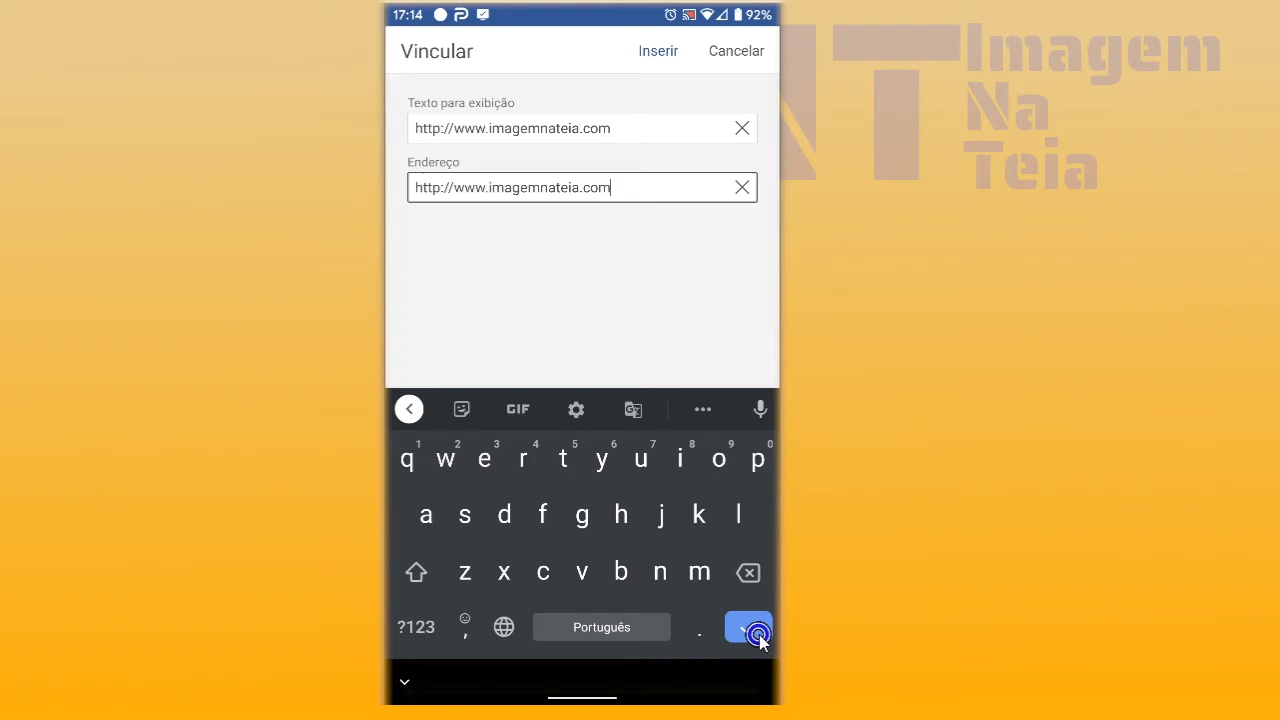 17:14
92%
Vincular
Inserir
Cancelar
Texto para exibição
http://www.imagemnateia.com
Endereço
http://www.imagemnateia.com
GIF
1 2 3 4 5 6 7 8 9 0
q w e r t y u i o p
a s d f g h j k l
z x c v b n m
?123 , Português .
Imagem
Na
Teia